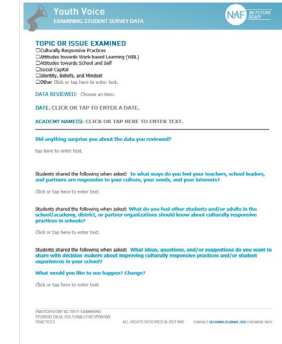 Youth Voice
EXAMINING STUDENT SURVEY DATA
NAF
BE FUTURE
READY
TOPIC OR ISSUE EXAMINED
☐Culturally Responsive Practices
☐Attitudes towards Work-based Learning (WBL)
☐Attitudes towards School and Self
☐Social Capital
☐Identity, Beliefs, and Mindset
☐Other Click or tap here to enter text.
DATA REVIEWED: Choose an item.
DATE: CLICK OR TAP TO ENTER A DATE.
ACADEMY NAME(S): CLICK OR TAP HERE TO ENTER TEXT.
Did anything surprise you about the data you reviewed?
tap here to enter text.
Students shared the following when asked: In what ways do you feel your teachers, school leaders,
and partners are responsive to your culture, your needs, and your interests?
Click or tap here to enter text.
Students shared the following when asked: What do you feel other students and/or adults in the
school/academy, district, or partner organizations should know about culturally responsive
practices in schools?
Click or tap here to enter text.
Students shared the following when asked: What ideas, questions, and/or suggestions do you want to
share with decision makers about improving culturally responsive practices and/or student
experiences in your school?
What would you like to see happen? Change?
Click or tap here to enter text.
PARTICIPATORY ACTIVITY: EXAMINING
STUDENT DATA: CULTURALLY RESPONSIVE
PRACTICES
ALL RIGHTS RESERVED © 2021 NAF
CONTACT FOR MORE INFO